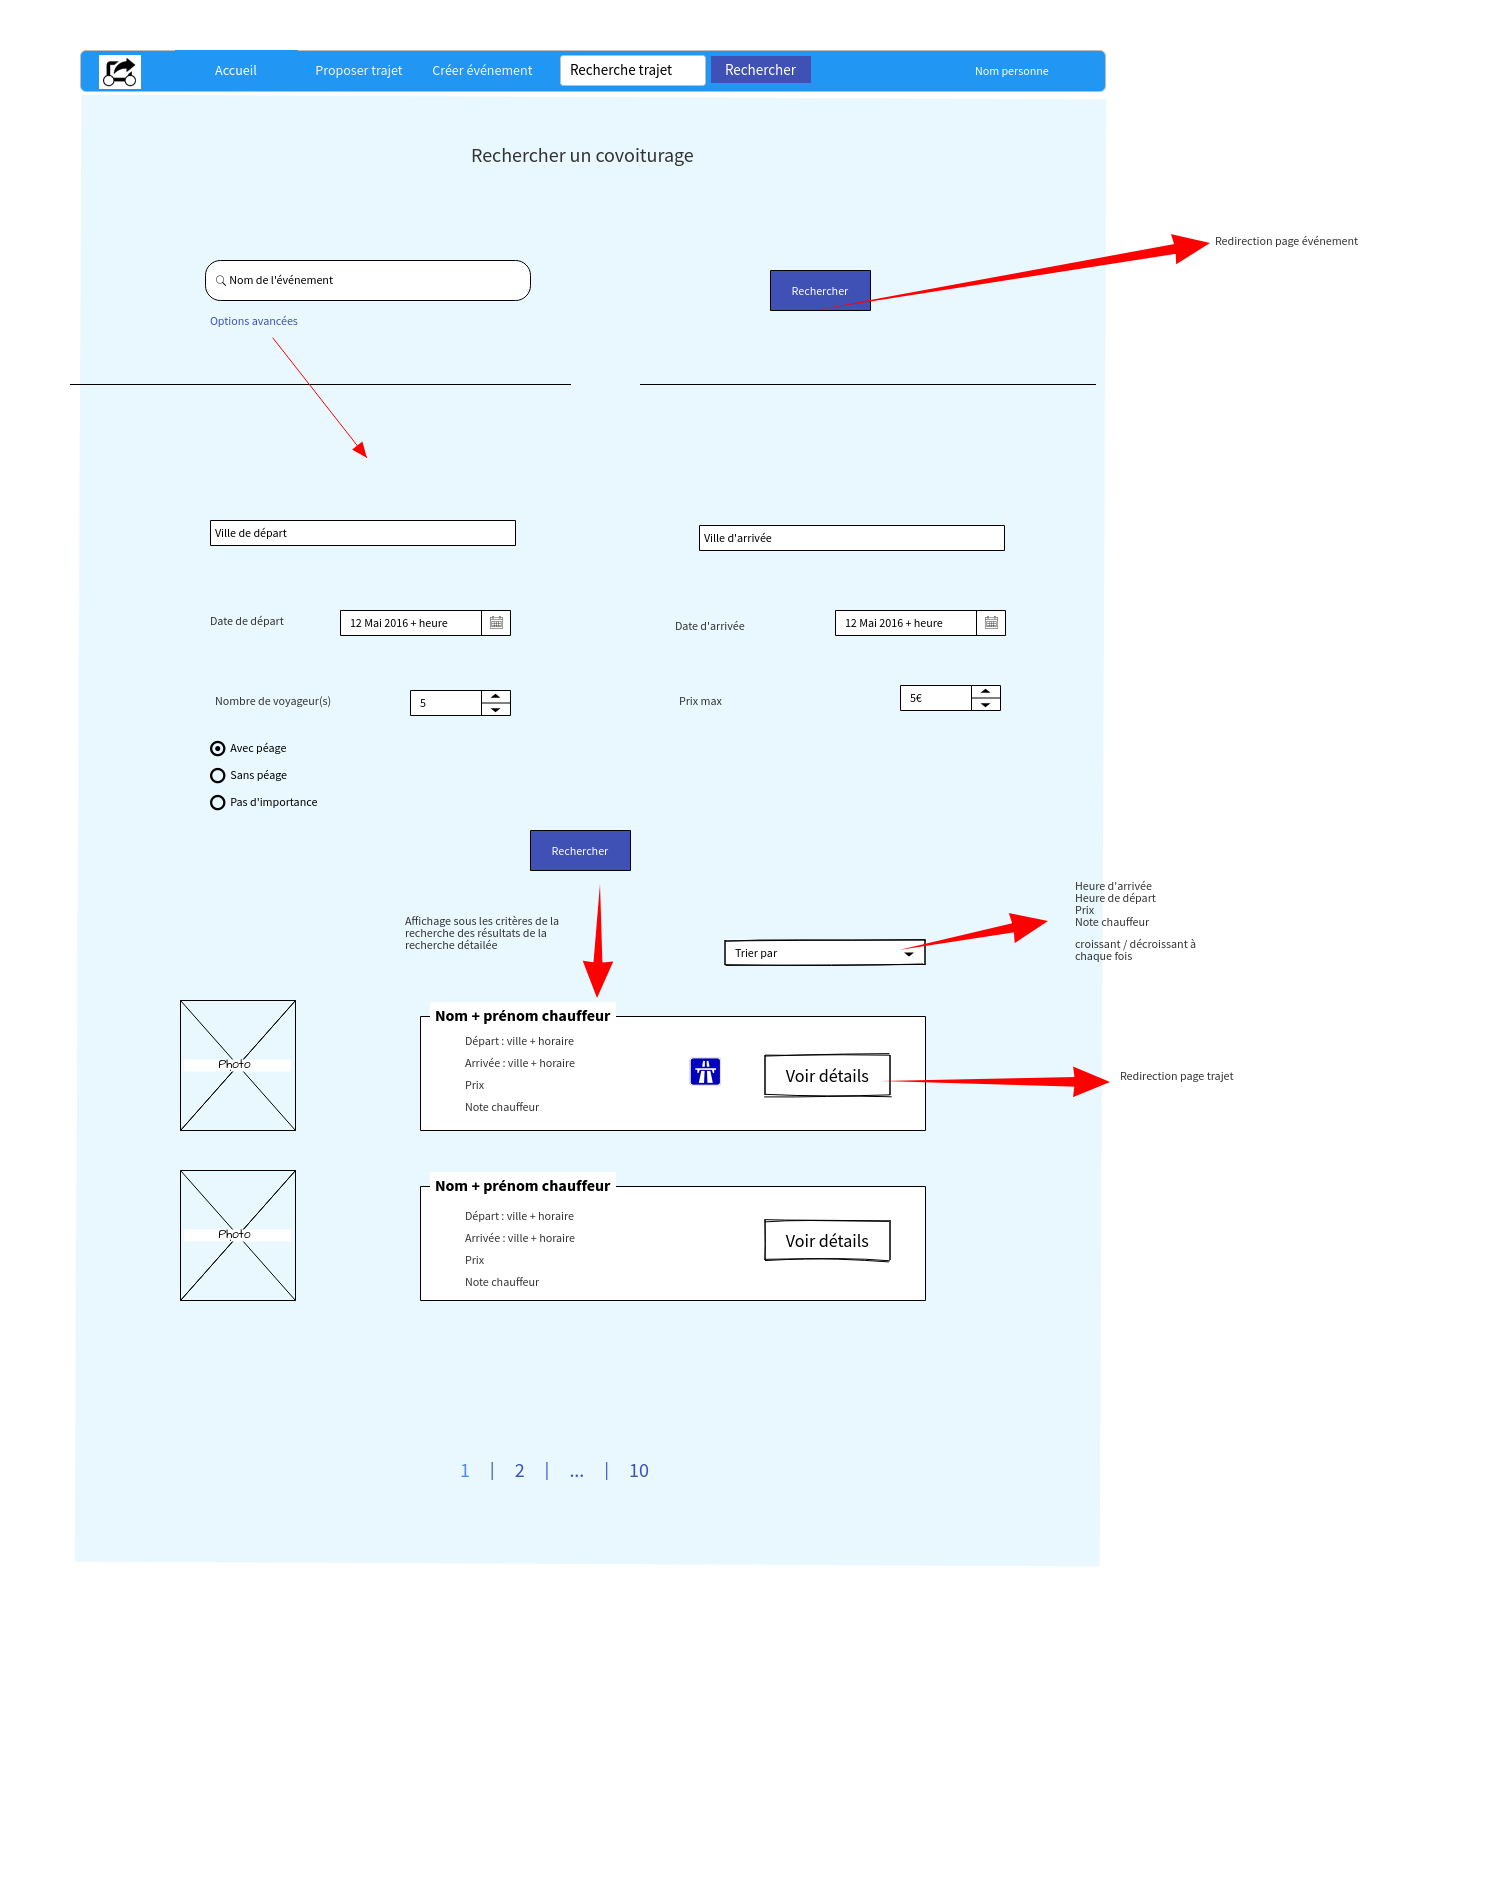 Accueil
Proposer trajet
Créer événement
Recherche trajet
Rechercher
Nom personne
Rechercher un covoiturage
Redirection page événement
Nom de l'événement
Rechercher
Options avancées
Ville de départ
Ville d'arrivée
Date de départ
12 Mai 2016 + heure
Date d'arrivée
12 Mai 2016 + heure
Nombre de voyageur(s)
5
Prix max
5€
Avec péage
Sans péage
Pas d'importance
Rechercher
Affichage sous les critères de la
recherche des résultats de la
recherche détaillée
Trier par
Heure d'arrivée
Heure de départ
Prix
Note chauffeur
croissant / décroissant à
chaque fois
Photo
Nom + prénom chauffeur
Départ : ville + horaire
Arrivée : ville + horaire
Prix
Note chauffeur
Voir détails
Redirection page trajet
Photo
Nom + prénom chauffeur
Départ : ville + horaire
Arrivée : ville + horaire
Prix
Note chauffeur
Voir détails
1 | 2 | ... | 10